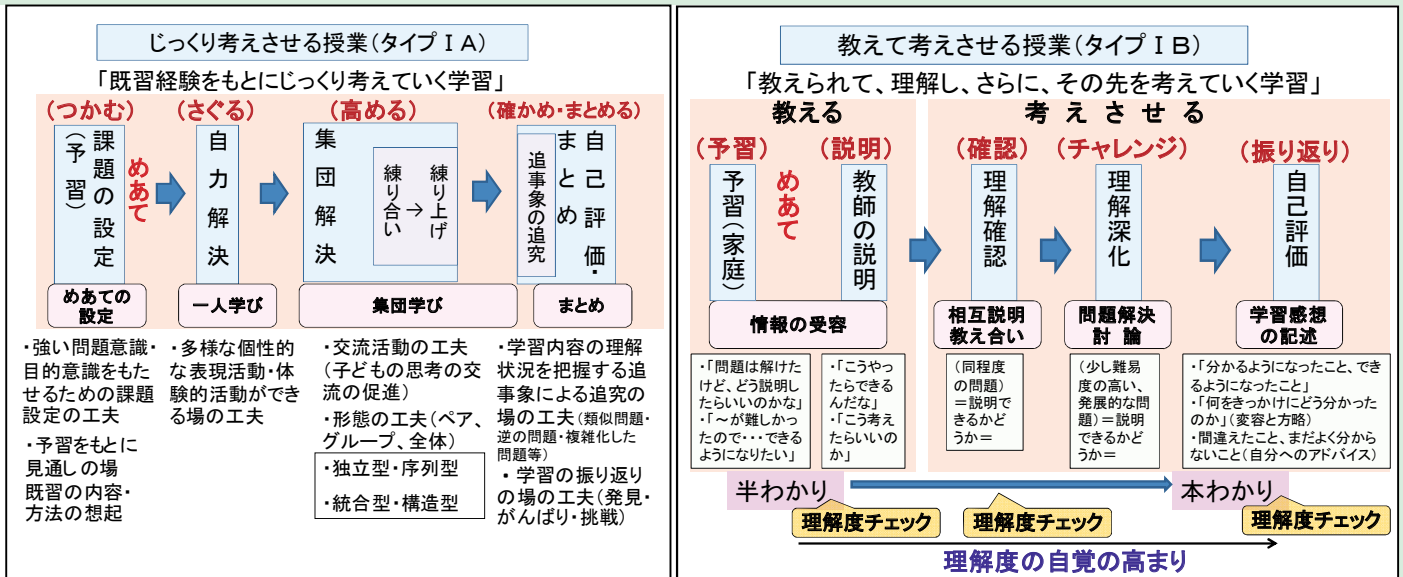 じっくり考えさせる授業(タイプⅠA)
「既習経験をもとにじっくり考えていく学習」
(つかむ)
(さぐる)
(高める)
(確かめ・まとめる)
課題の設定
(予習)
めあて
自力解決
集団解決
練り合い
→
練り上げ
追事象の追究
自己評価・
まとめ
めあての
設定
一人学び
集団学び
まとめ
・強い問題意識・
目的意識をもた
せるための課題
設定の工夫
・予習をもとに
見通しの場
既習の内容・
方法の想起
・多様な個性的
な表現活動・体
験的活動ができ
る場の工夫
・交流活動の工夫
(子どもの思考の交
流の促進)
・形態の工夫(ペア、
グループ、全体)
・独立型・序列型
・統合型・構造型
・学習内容の理解
状況を把握する追
事象による追究の
場の工夫(類似問題・
逆の問題・複雑化した
問題等)
・学習の振り返り
の場の工夫(発見・
がんばり・挑戦)
教えて考えさせる授業(タイプⅠB)
「教えられて、理解し、さらに、その先を考えていく学習」
教える
考えさせる
(予習)
(説明)
(確認)
(チャレンジ)
(振り返り)
予習(家庭)
めあて
教師の説明
理解確認
理解深化
自己評価
情報の受容
相互説明
教え合い
問題解決
討 論
学習感想
の記述
・「問題は解けた
けど、どう説明し
たらいいのかな」
・「～が難しかっ
たので・・・できる
ようになりたい」
・「こうやっ
たらできる
んだな」
・「こう考え
たらいいの
か」
(同程度
の問題)
＝説明で
きるかど
うか＝
(少し難易
度の高い、
発展的な問
題)＝説明
できるかど
うか＝
・「分かるようになったこと、でき
るようになったこと」
・「何をきっかけにどう分かった
のか」(変容と方略)
・間違えたこと、まだよく分から
ないこと(自分へのアドバイス)
半わかり
本わかり
理解度チェック
理解度チェック
理解度チェック
理解度の自覚の高まり